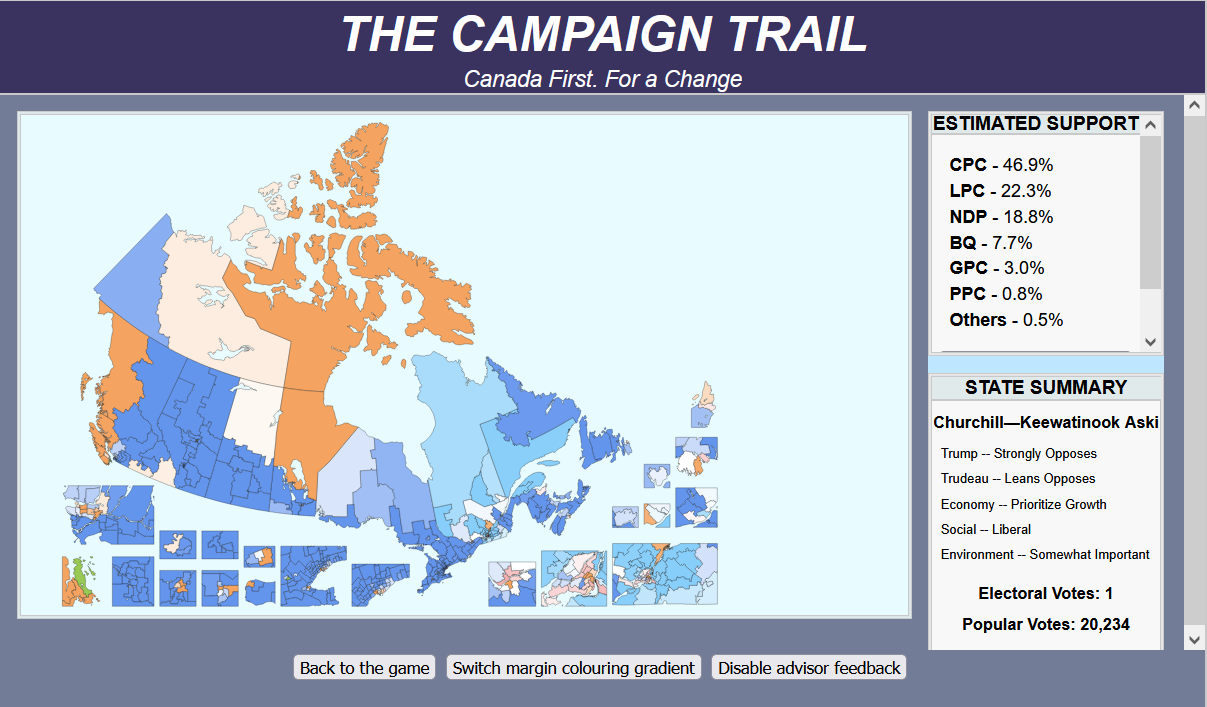 THE CAMPAIGN TRAIL
Canada First. For a Change
ESTIMATED SUPPORT
CPC - 46.9%
LPC - 22.3%
NDP - 18.8%
BQ - 7.7%
GPC - 3.0%
PPC - 0.8%
Others - 0.5%
STATE SUMMARY
Churchill—Keewatinook Aski
Trump -- Strongly Opposes
Trudeau -- Leans Opposes
Economy -- Prioritize Growth
Social -- Liberal
Environment -- Somewhat Important
Electoral Votes: 1
Popular Votes: 20,234
Back to the game
Switch margin colouring gradient
Disable advisor feedback